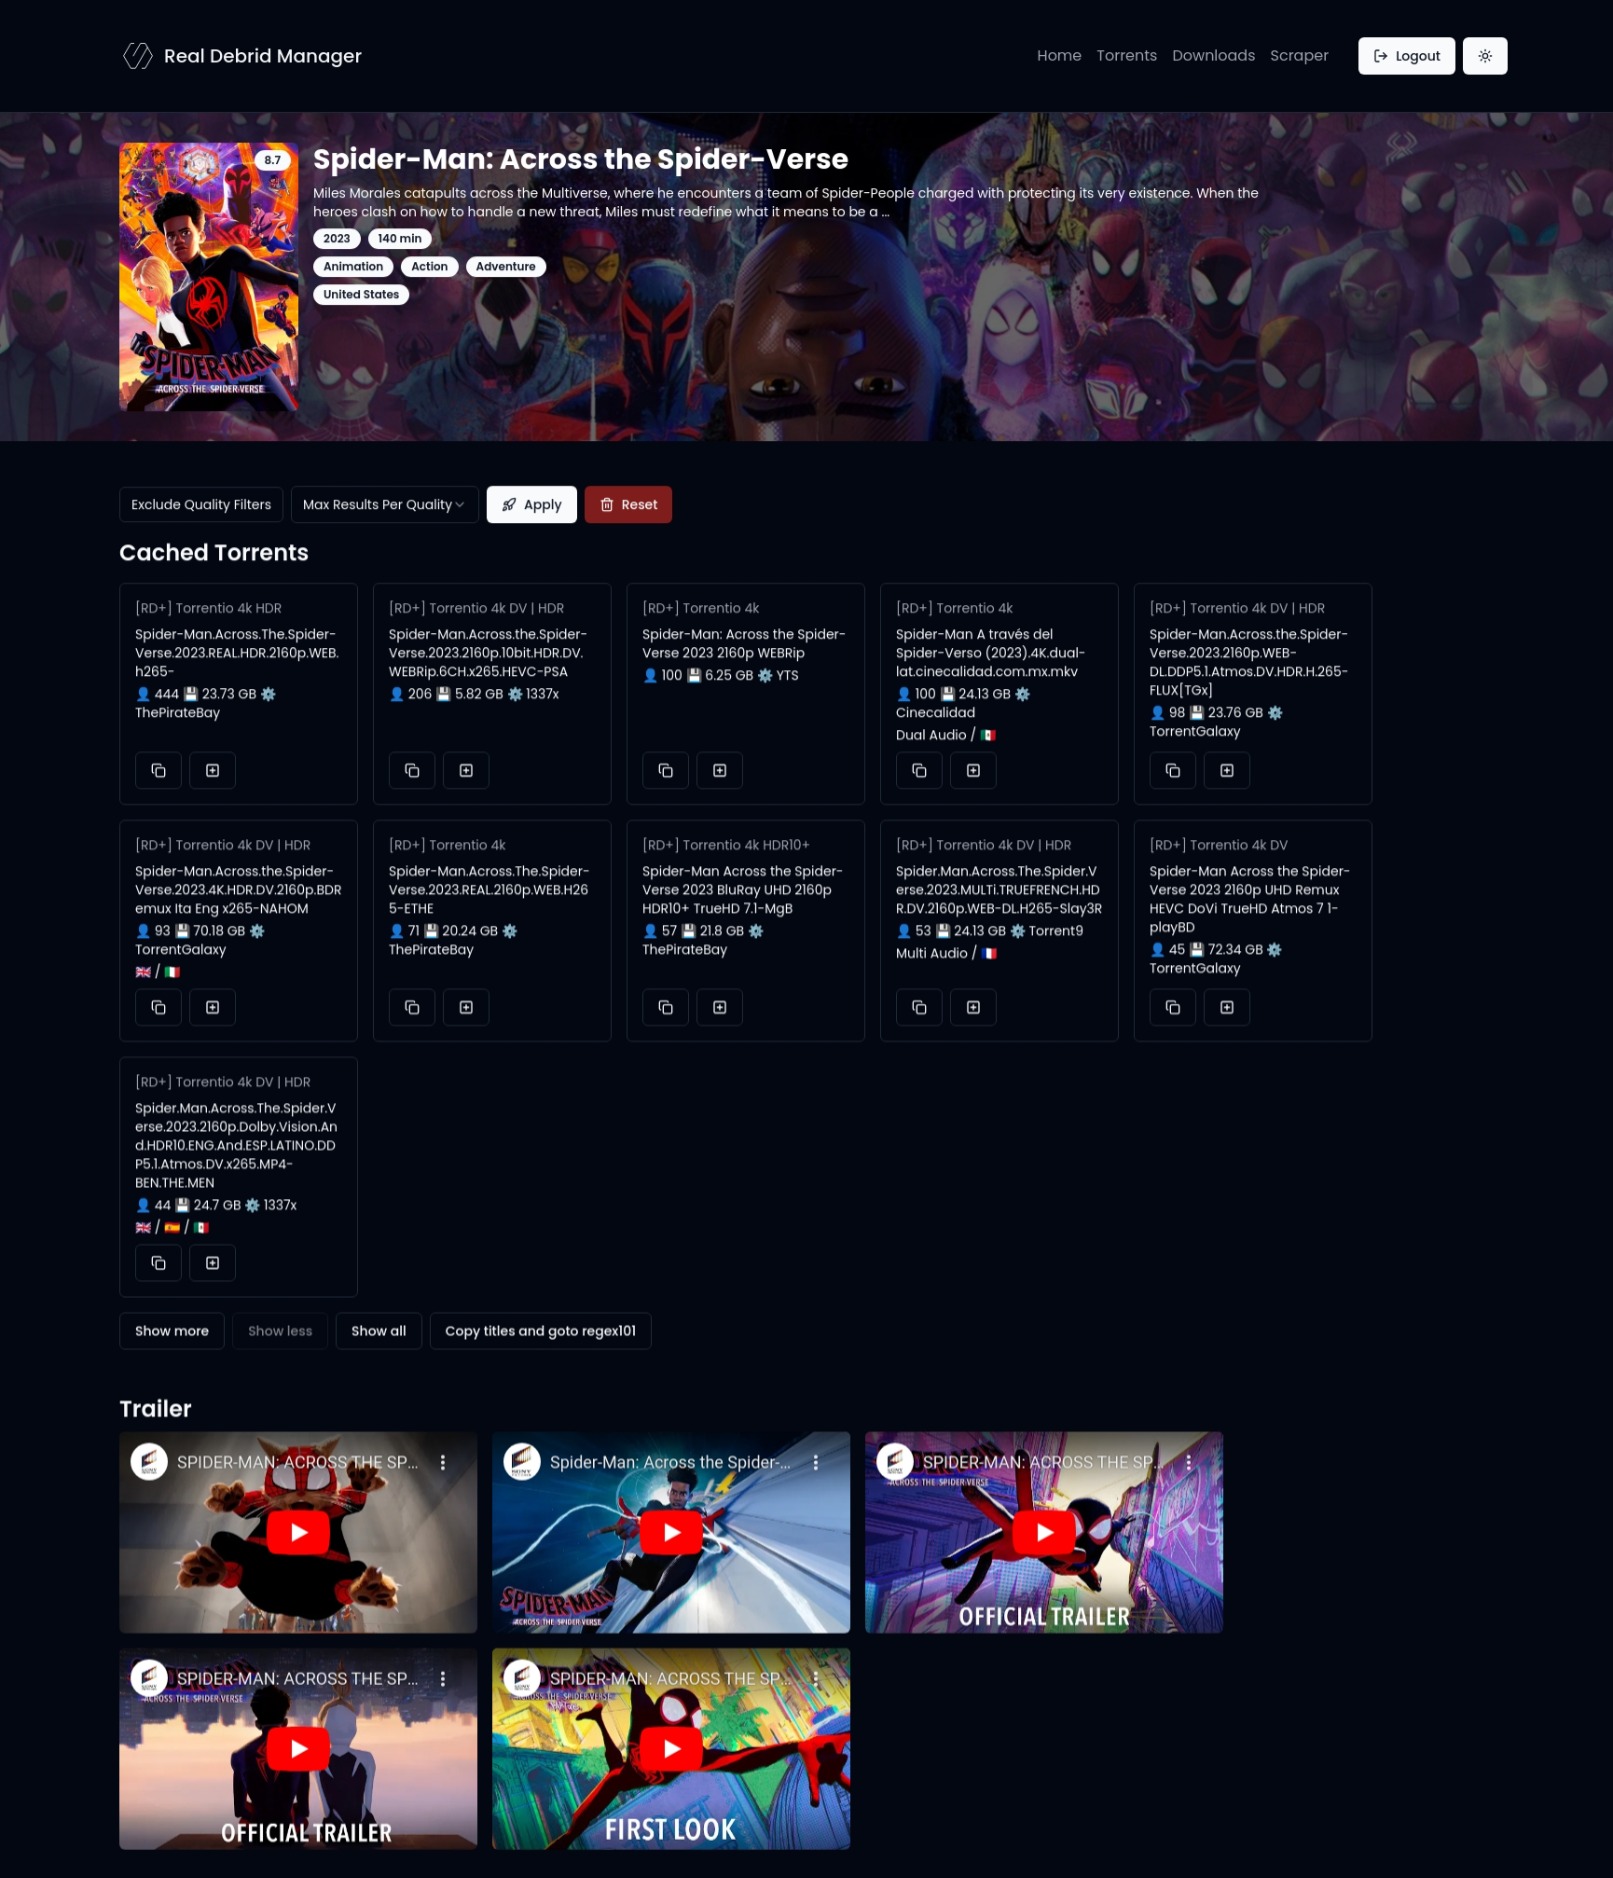 Real Debrid Manager
Home Torrents Downloads Scraper Logout
8.7
SPIDER-MAN
ACROSS THE SPIDER-VERSE
Spider-Man: Across the Spider-Verse
Miles Morales catapults across the Multiverse, where he encounters a team of Spider-People charged with protecting its very existence. When the
heroes clash on how to handle a new threat, Miles must redefine what it means to be a ...
2023 140 min
Animation Action Adventure
United States
Exclude Quality Filters Max Results Per Quality Apply Reset
Cached Torrents
[RD+] Torrentio 4k HDR
Spider-Man.Across.The.Spider-
Verse.2023.REAL.HDR.2160p.WEB.
h265-
👤 444 💾 23.73 GB ⚙️
ThePirateBay
[RD+] Torrentio 4k DV | HDR
Spider-Man.Across.the.Spider-
Verse.2023.2160p.10bit.HDR.DV.
WEBRip.6CH.x265.HEVC-PSA
👤 206 💾 5.82 GB ⚙️ 1337x
[RD+] Torrentio 4k
Spider-Man: Across the Spider-
Verse 2023 2160p WEBRip
👤 100 💾 6.25 GB ⚙️ YTS
[RD+] Torrentio 4k
Spider-Man A través del
Spider-Verso (2023).4K.dual-
lat.cinecalidad.com.mx.mkv
👤 100 💾 24.13 GB ⚙️
Cinecalidad
Dual Audio / 🇲🇽
[RD+] Torrentio 4k DV | HDR
Spider-Man.Across.the.Spider-
Verse.2023.2160p.WEB-
DL.DDP5.1.Atmos.DV.HDR.H.265-
FLUX[TGx]
👤 98 💾 23.76 GB ⚙️
TorrentGalaxy
[RD+] Torrentio 4k DV | HDR
Spider-Man.Across.the.Spider-
Verse.2023.4K.HDR.DV.2160p.BDR
emux Ita Eng x265-NAHOM
👤 93 💾 70.18 GB ⚙️
TorrentGalaxy
🇬🇧 / 🇮🇹
[RD+] Torrentio 4k
Spider-Man.Across.The.Spider-
Verse.2023.REAL.2160p.WEB.H26
5-ETHE
👤 71 💾 20.24 GB ⚙️
ThePirateBay
[RD+] Torrentio 4k HDR10+
Spider-Man Across the Spider-
Verse 2023 BluRay UHD 2160p
HDR10+ TrueHD 7.1-MgB
👤 57 💾 21.8 GB ⚙️
ThePirateBay
[RD+] Torrentio 4k DV | HDR
Spider.Man.Across.The.Spider.V
erse.2023.MULTi.TRUEFRENCH.HD
R.DV.2160p.WEB-DL.H265-Slay3R
👤 53 💾 24.13 GB ⚙️ Torrent9
Multi Audio / 🇫🇷
[RD+] Torrentio 4k DV
Spider-Man Across the Spider-
Verse 2023 2160p UHD Remux
HEVC DoVi TrueHD Atmos 7 1-
playBD
👤 45 💾 72.34 GB ⚙️
TorrentGalaxy
[RD+] Torrentio 4k DV | HDR
Spider.Man.Across.The.Spider.V
erse.2023.2160p.Dolby.Vision.An
d.HDR10.ENG.And.ESP.LATINO.DD
P5.1.Atmos.DV.x265.MP4-
BEN.THE.MEN
👤 44 💾 24.7 GB ⚙️ 1337x
🇬🇧 / 🇪🇸 / 🇲🇽
Show more Show less Show all Copy titles and goto regex101
Trailer
SPIDER-MAN: ACROSS THE SP...
Spider-Man: Across the Spider-...
SPIDER-MAN
ACROSS THE SPIDER-VERSE
SPIDER-MAN: ACROSS THE SP...
ACROSS THE SPIDER-VERSE
OFFICIAL TRAILER
SPIDER-MAN: ACROSS THE SP...
ACROSS THE SPIDER-VERSE
OFFICIAL TRAILER
SPIDER-MAN: ACROSS THE SP...
ACROSS THE SPIDER-VERSE
FIRST LOOK